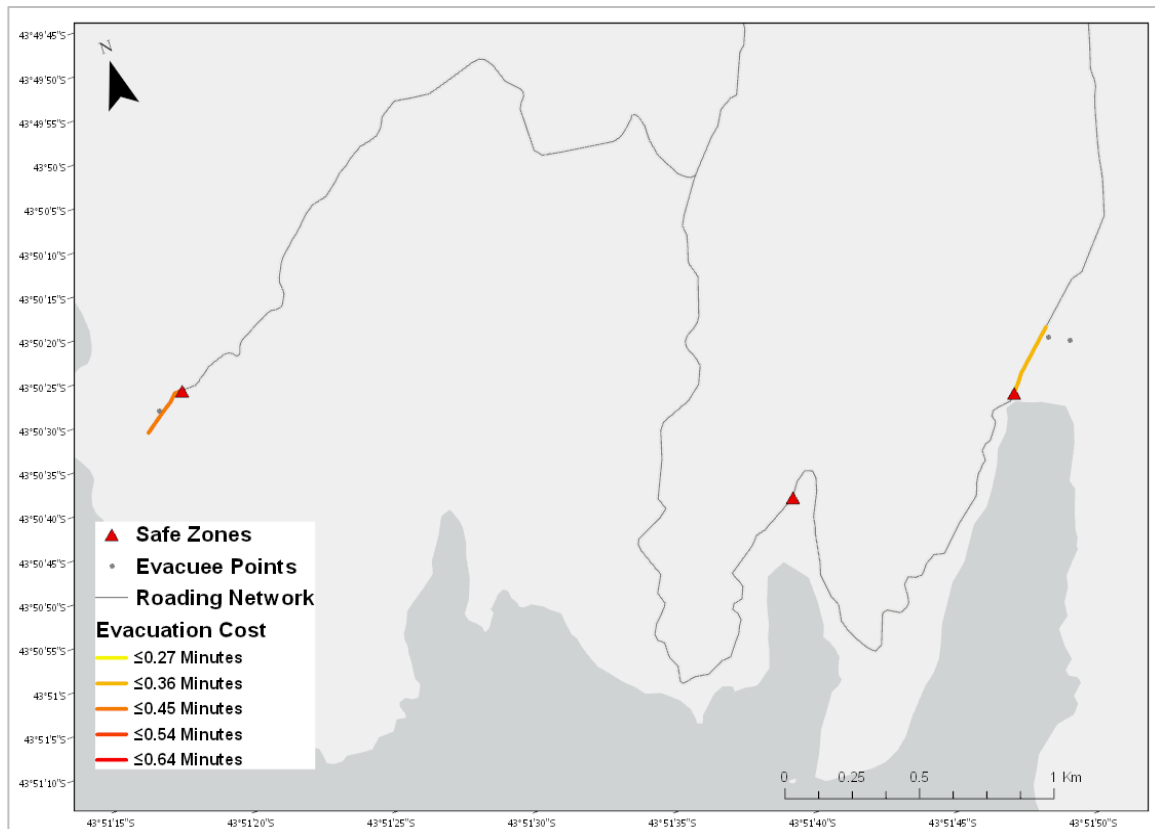 N
43°49'45"S
43°49'50"S
43°49'55"S
43°50'S
43°50'5"S
43°50'10"S
43°50'15"S
43°50'20"S
43°50'25"S
43°50'30"S
43°50'35"S
43°50'40"S
43°50'45"S
43°50'50"S
43°50'55"S
43°51'S
43°51'5"S
43°51'10"S
Safe Zones
Evacuee Points
Roading Network
Evacuation Cost
≤0.27 Minutes
≤0.36 Minutes
≤0.45 Minutes
≤0.54 Minutes
≤0.64 Minutes
0 0.25 0.5 1 Km
43°51'15"S 43°51'20"S 43°51'25"S 43°51'30"S 43°51'35"S 43°51'40"S 43°51'45"S 43°51'50"S